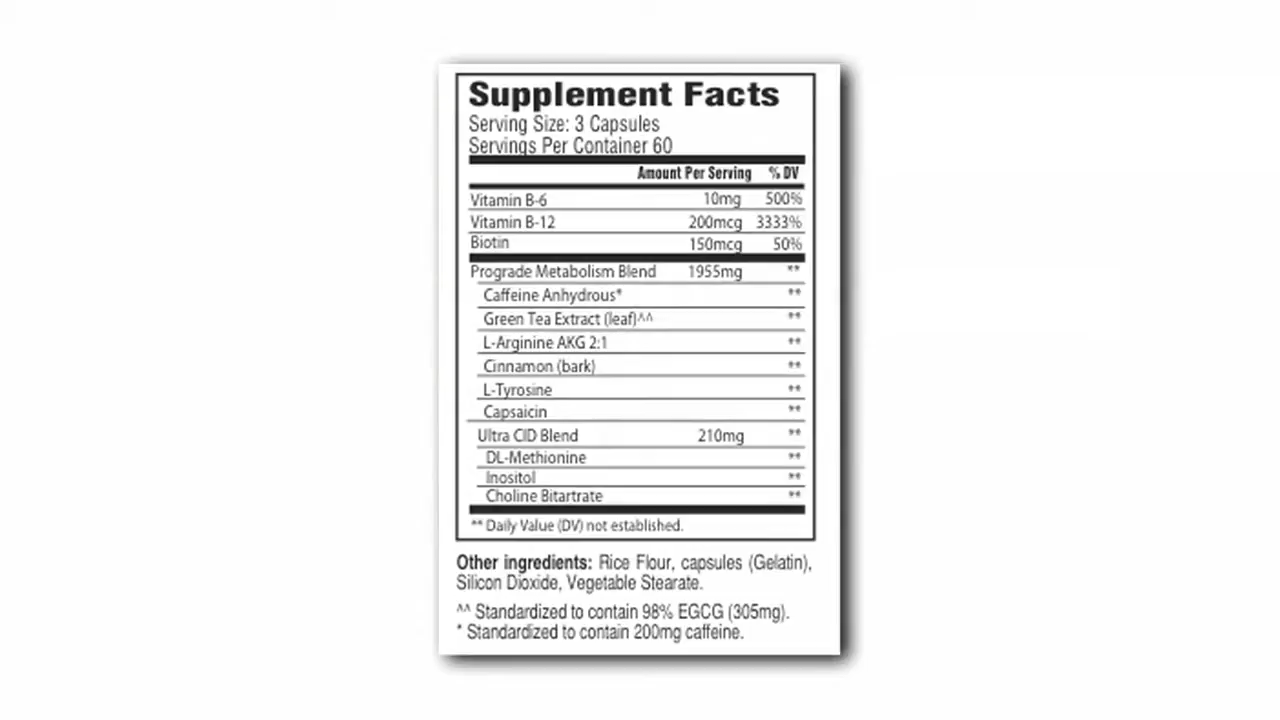 Supplement Facts
Serving Size: 3 Capsules
Servings Per Container 60
Amount Per Serving % DV
Vitamin B-6 10mg 500%
Vitamin B-12 200mcg 3333%
Biotin 150mcg 50%
Prograde Metabolism Blend 1955mg **
Caffeine Anhydrous* **
Green Tea Extract (leaf)^^ **
L-Arginine AKG 2:1 **
Cinnamon (bark) **
L-Tyrosine **
Capsaicin **
Ultra CID Blend 210mg **
DL-Methionine **
Inositol **
Choline Bitartrate **
** Daily Value (DV) not established.
Other ingredients: Rice Flour, capsules (Gelatin),
Silicon Dioxide, Vegetable Stearate.
^^ Standardized to contain 98% EGCG (305mg).
* Standardized to contain 200mg caffeine.